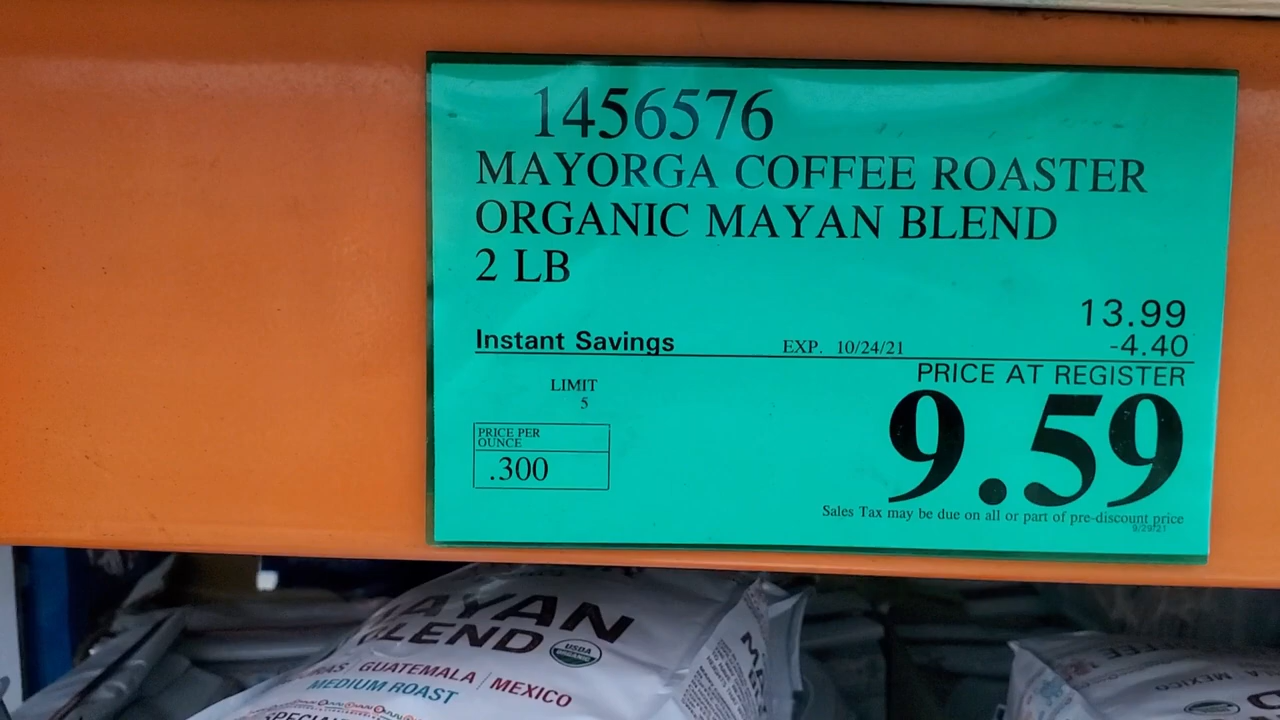 1456576
MAYORGA COFFEE ROASTER
ORGANIC MAYAN BLEND
2 LB
13.99
Instant Savings EXP. 10/24/21 -4.40
PRICE AT REGISTER
LIMIT
5
9.59
PRICE PER
OUNCE
.300
Sales Tax may be due on all or part of pre-discount price
9/29/21
MAYAN
BLEND
USDA
GUATEMALA | MEXICO
MEDIUM ROAST
MEXICO